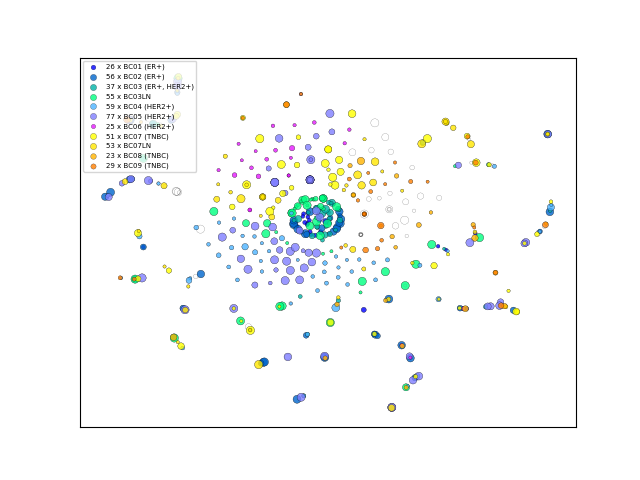 26 x BC01 (ER+)
56 x BC02 (ER+)
37 x BC03 (ER+, HER2+)
55 x BC03LN
59 x BC04 (HER2+)
77 x BC05 (HER2+)
25 x BC06 (HER2+)
51 x BC07 (TNBC)
53 x BC07LN
23 x BC08 (TNBC)
29 x BC09 (TNBC)